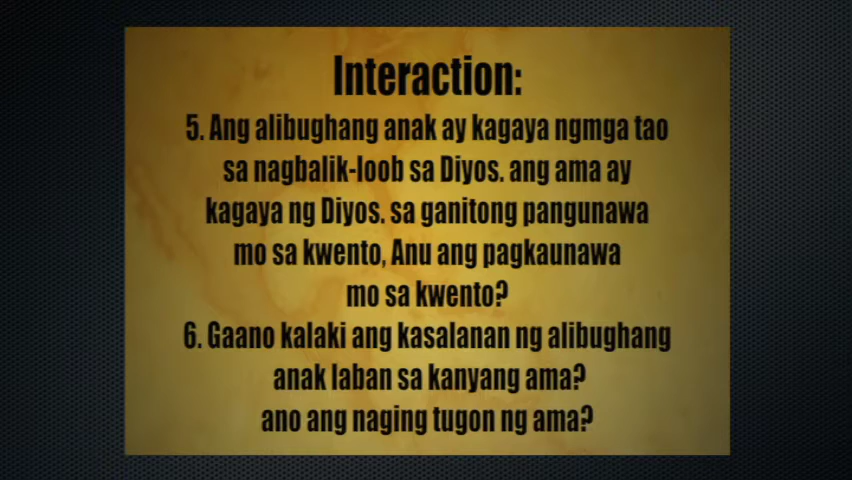 Interaction:
5. Ang alibughang anak ay kagaya ngmga tao
sa nagbalik-loob sa Diyos. ang ama ay
kagaya ng Diyos. sa ganitong pangunawa
mo sa kwento, Anu ang pagkaunawa
mo sa kwento?
6. Gaano kalaki ang kasalanan ng alibughang
anak laban sa kanyang ama?
ano ang naging tugon ng ama?